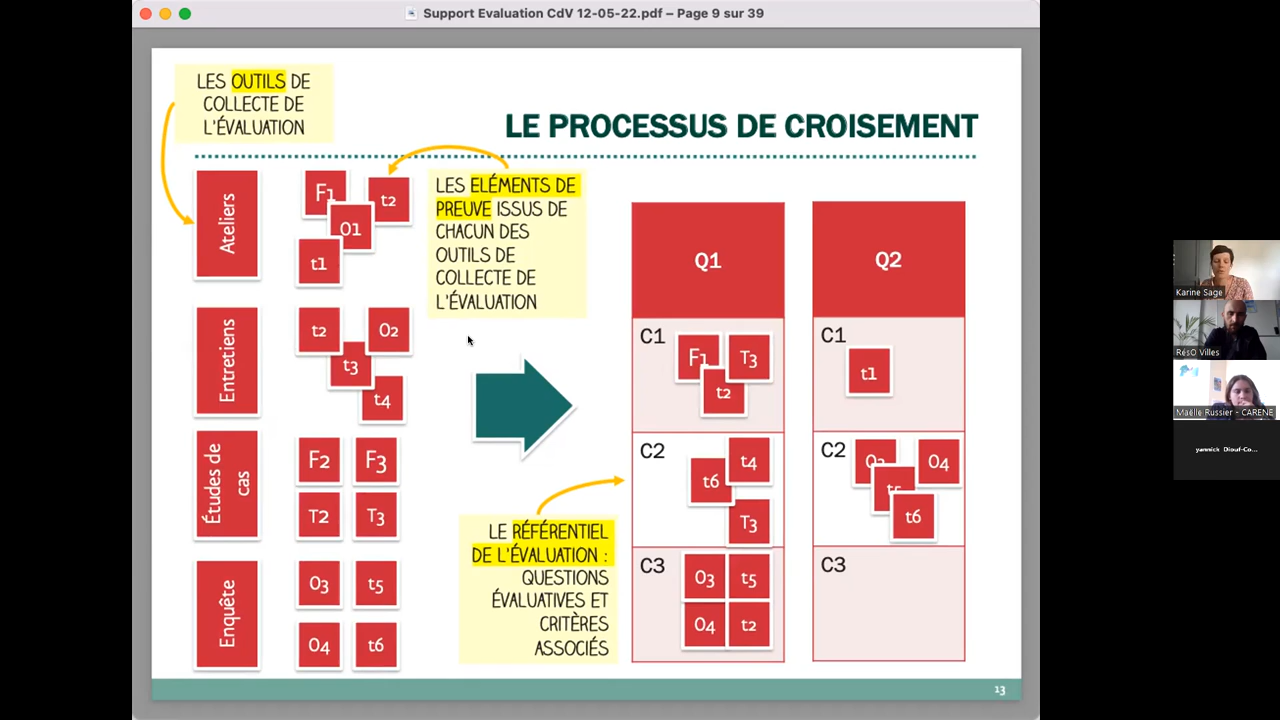 Support Evaluation CdV 12-05-22.pdf – Page 9 sur 39
LES OUTILS DE
COLLECTE DE
L'ÉVALUATION
LE PROCESSUS DE CROISEMENT
Ateliers
F1
t2
O1
t1
LES ELÉMENTS DE
PREUVE ISSUS DE
CHACUN DES
OUTILS DE
COLLECTE DE
L'ÉVALUATION
Entretiens
t2
O2
t3
t4
Études de
cas
F2
F3
T2
T3
Enquête
O3
t5
O4
t6
LE RÉFÉRENTIEL
DE L'ÉVALUATION :
QUESTIONS
ÉVALUATIVES ET
CRITÈRES
ASSOCIÉS
Q1
C1
F1
T3
t2
C2
t4
t6
T3
C3
O3
t5
O4
t2
Q2
C1
t1
C2
O4
t6
C3
13
Karine Sage
RésO Villes
Maëlle Russier - CARENE
yannick Diouf-Co...